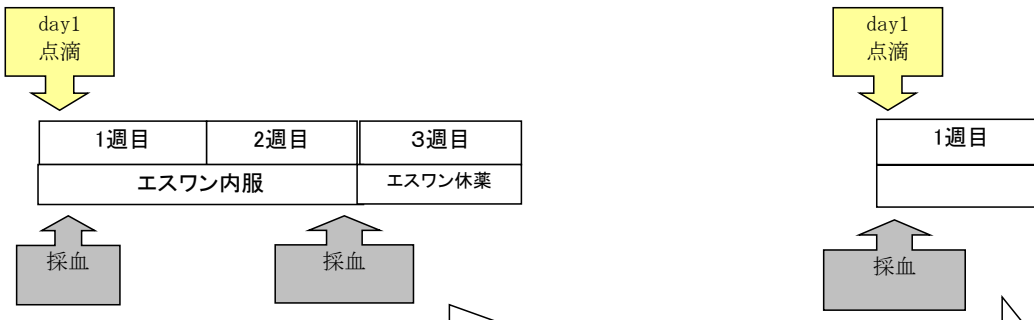 day1
点滴
day1
点滴
1週目
2週目
３週目
1週目
エスワン内服
エスワン休薬
採血
採血
採血